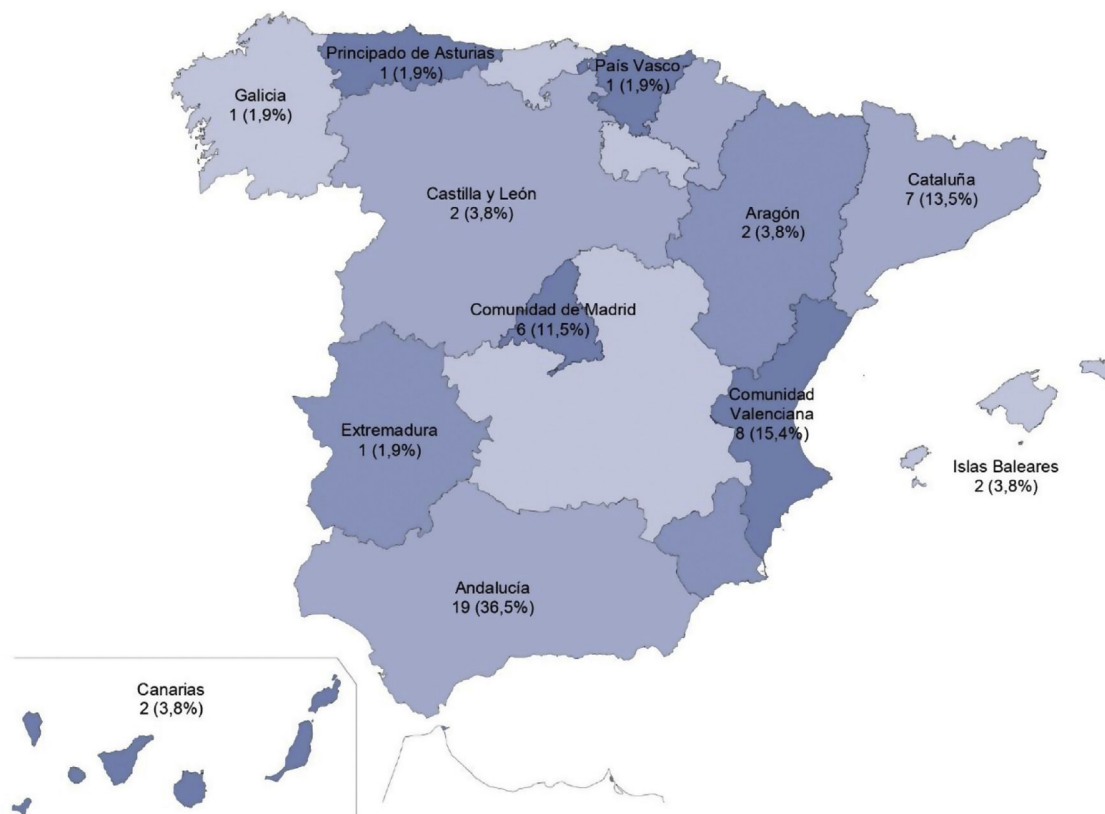 Principado de Asturias
1 (1,9%)
País Vasco
1 (1,9%)
Galicia
1 (1,9%)
Castilla y León
2 (3,8%)
Aragón
2 (3,8%)
Cataluña
7 (13,5%)
Comunidad de Madrid
6 (11,5%)
Extremadura
1 (1,9%)
Comunidad
Valenciana
8 (15,4%)
Islas Baleares
2 (3,8%)
Andalucía
19 (36,5%)
Canarias
2 (3,8%)